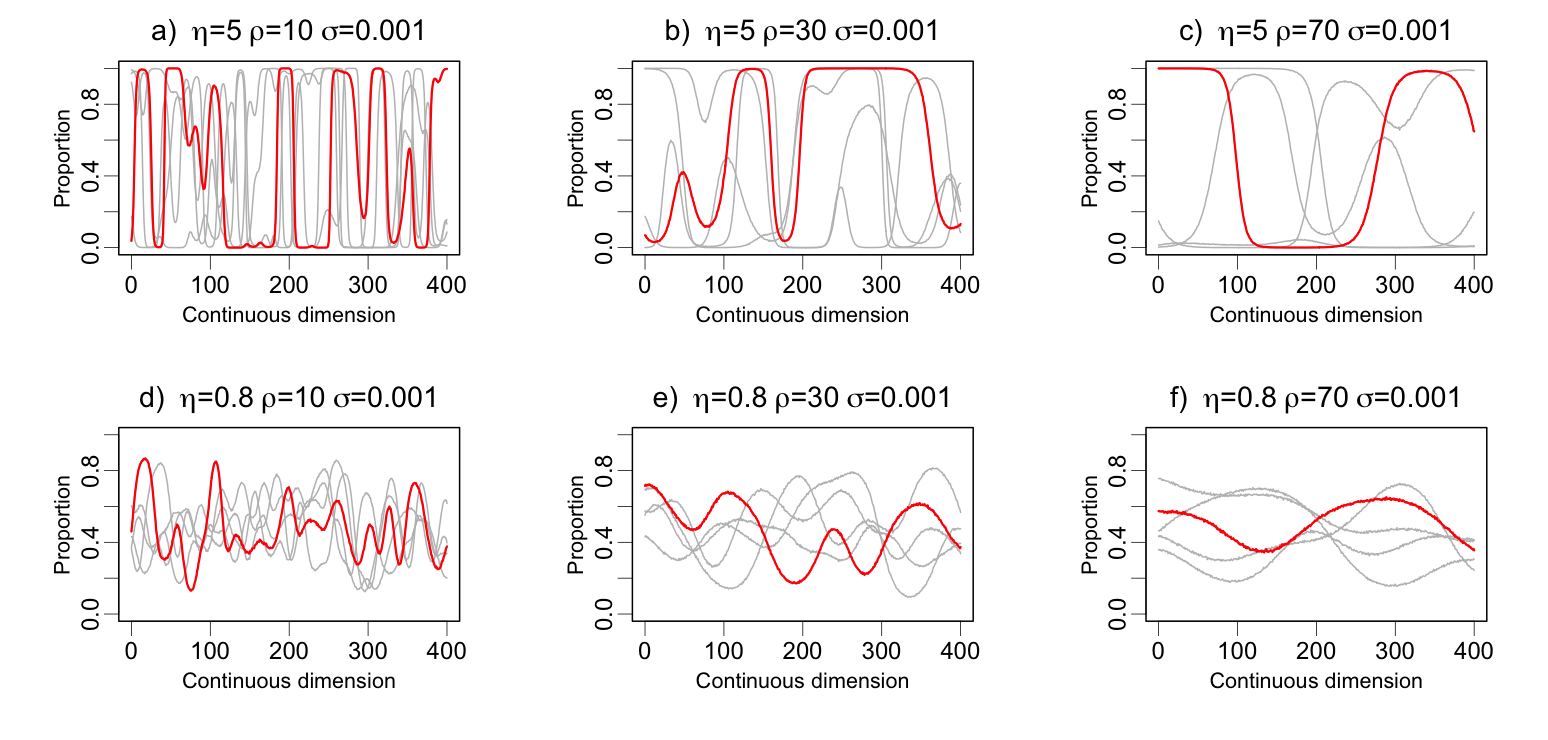 a) η=5 ρ=10 σ=0.001
Proportion
0.0 0.4 0.8
0 100 200 300 400
Continuous dimension
b) η=5 ρ=30 σ=0.001
Proportion
0.0 0.4 0.8
0 100 200 300 400
Continuous dimension
c) η=5 ρ=70 σ=0.001
Proportion
0.0 0.4 0.8
0 100 200 300 400
Continuous dimension
d) η=0.8 ρ=10 σ=0.001
Proportion
0.0 0.4 0.8
0 100 200 300 400
Continuous dimension
e) η=0.8 ρ=30 σ=0.001
Proportion
0.0 0.4 0.8
0 100 200 300 400
Continuous dimension
f) η=0.8 ρ=70 σ=0.001
Proportion
0.0 0.4 0.8
0 100 200 300 400
Continuous dimension